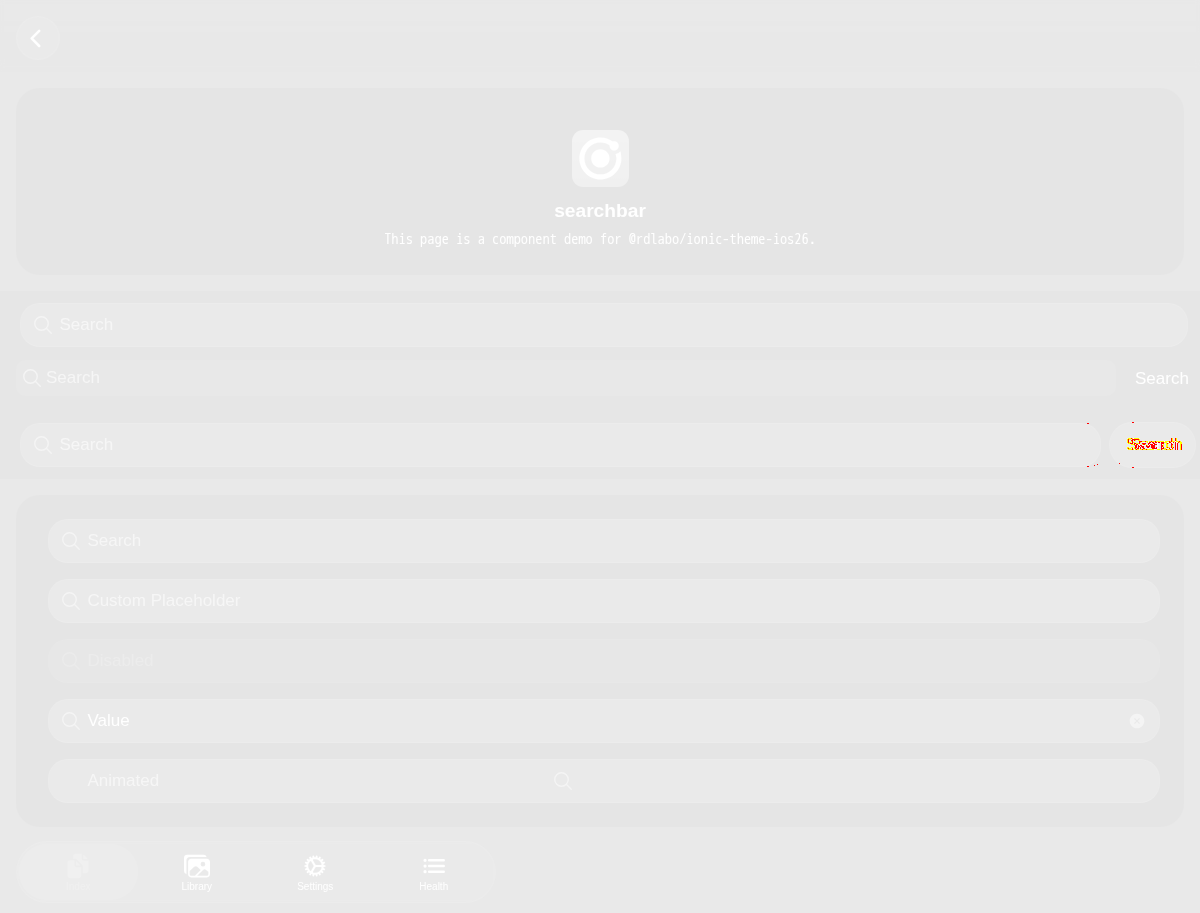 searchbar
This page is a component demo for @rdlabo/ionic-theme-ios26.
Search
Search Search
Search Search
Search
Custom Placeholder
Disabled
Value
Animated
Library Settings Health